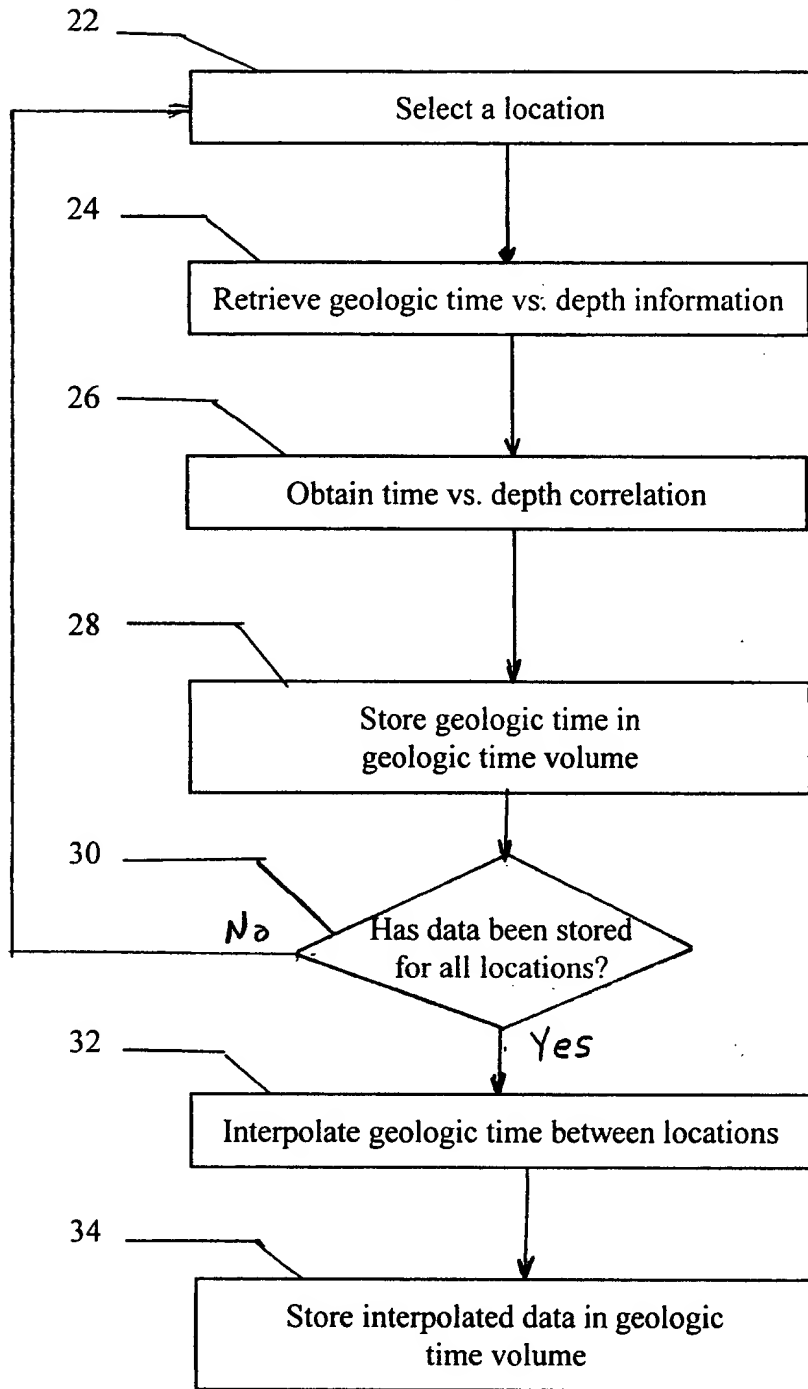 22
Select a location
24
Retrieve geologic time vs. depth information
26
Obtain time vs. depth correlation
28
Store geologic time in
geologic time volume
30
No
Has data been stored
for all locations?
Yes
32
Interpolate geologic time between locations
34
Store interpolated data in geologic
time volume